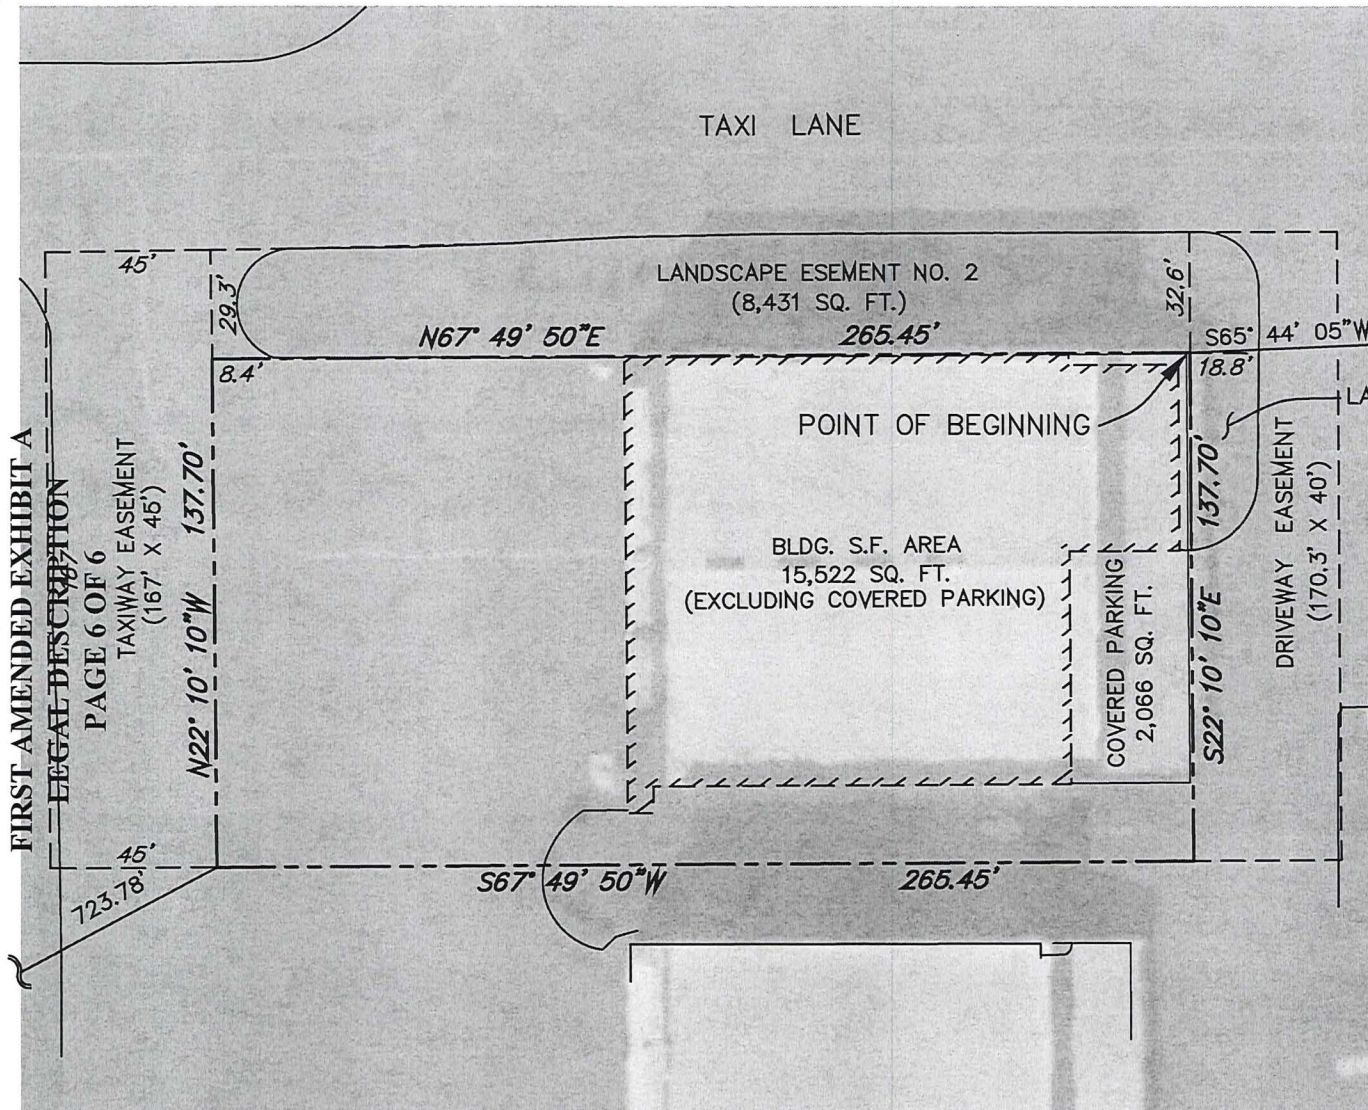 TAXI LANE
45'
29.3'
LANDSCAPE ESEMENT NO. 2
(8,431 SQ. FT.)
32.6'
N67° 49' 50"E
265.45'
S65° 44' 05"W
8.4'
18.8'
POINT OF BEGINNING
LA
FIRST AMENDED EXHIBIT A
LEGAL DESCRIPTION
PAGE 6 OF 6
TAXIWAY EASEMENT
(167' X 45')
N22° 10' 10"W 137.70'
BLDG. S.F. AREA
15,522 SQ. FT.
(EXCLUDING COVERED PARKING)
COVERED PARKING
2,066 SQ. FT.
S22° 10' 10"E 137.70'
DRIVEWAY EASEMENT
(170.3' X 40')
45'
723.78'
S67° 49' 50"W
265.45'